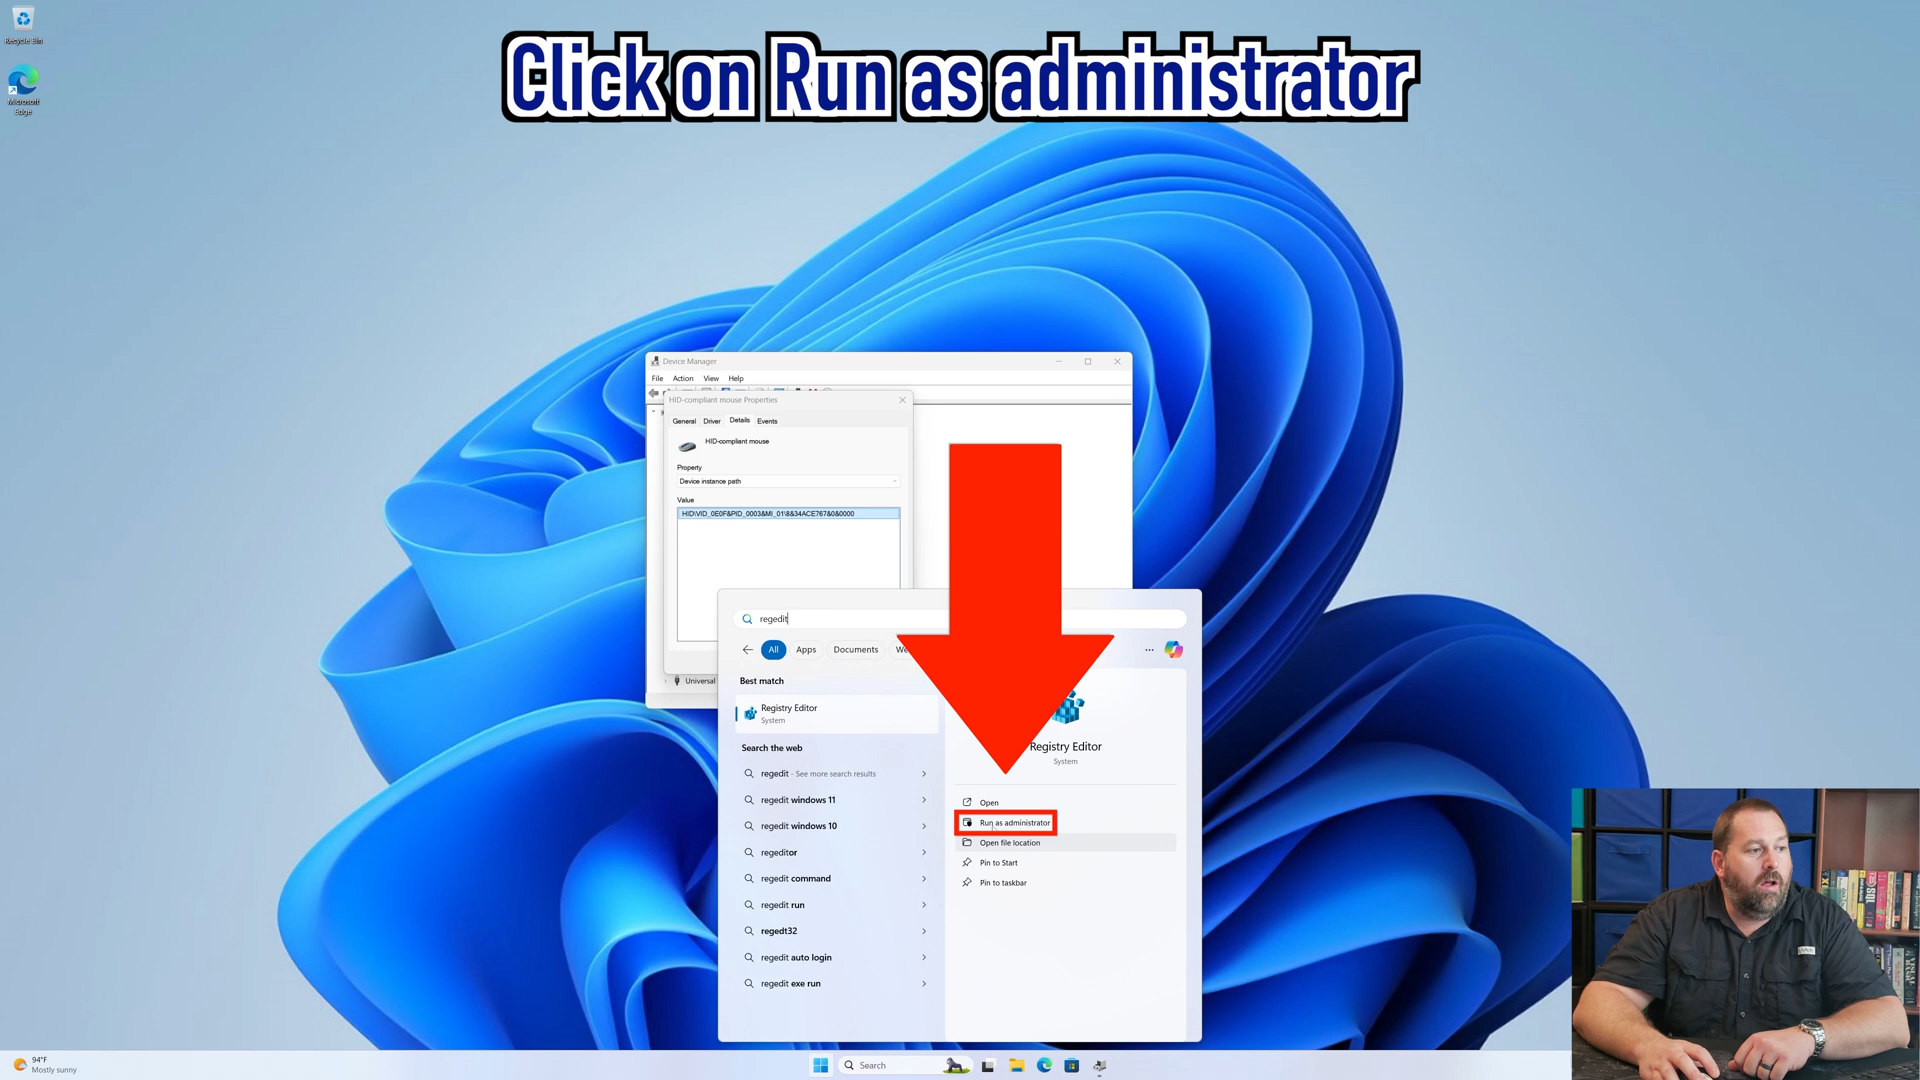 Click on Run as administrator
Recycle Bin
Microsoft
Edge
Device Manager
File Action View Help
HID-compliant mouse Properties
General Driver Details Events
HID-compliant mouse
Property
Device instance path
Value
HID\VID_0E0F&PID_0003&MI_01\8&34ACE767&0&0000
Universal
regedit
All Apps Documents
Best match
Registry Editor
System
Search the web
regedit - See more search results
regedit windows 11
regedit windows 10
regeditor
regedit command
regedit run
regedt32
regedit auto login
regedit exe run
Registry Editor
System
Open
Run as administrator
Open file location
Pin to Start
Pin to taskbar
94°F
Mostly sunny
Search